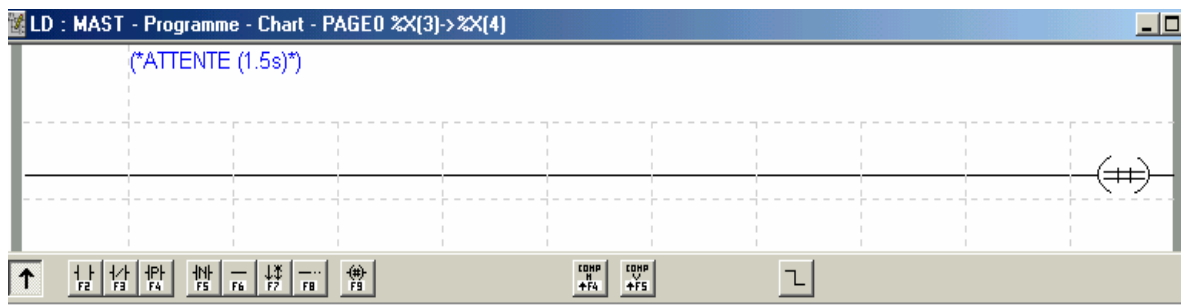 LD : MAST - Programme - Chart - PAGE0 %X(3)->%X(4)
(*ATTENTE (1.5s)*)
F2 F3 F4 F5 F6 F7 F8 F9 COMP H ↑F4 COMP V ↑F5